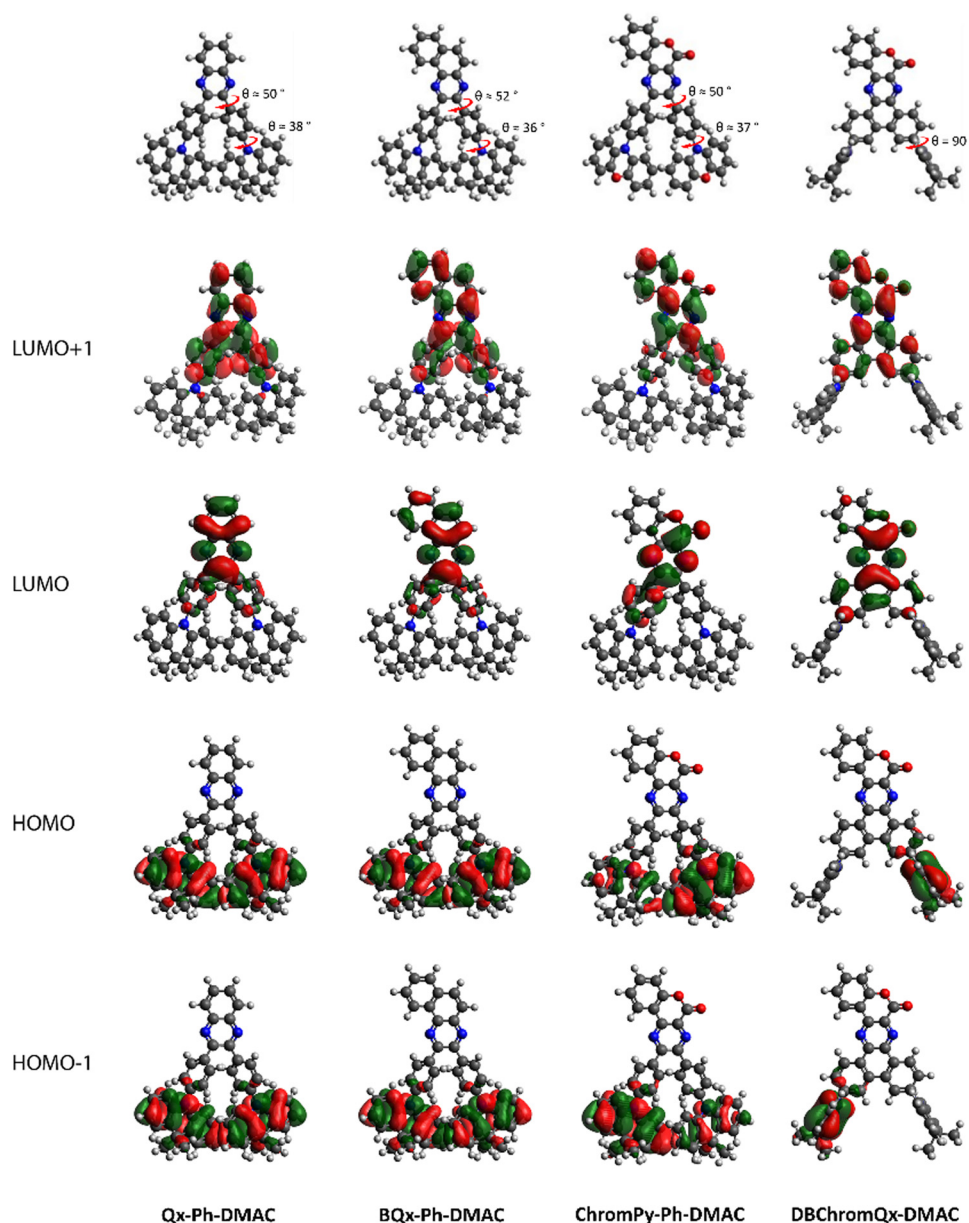 θ ≈ 50 °
θ ≈ 38 °
θ ≈ 52 °
θ ≈ 36 °
θ ≈ 50 °
θ ≈ 37 °
θ = 90
LUMO+1
LUMO
HOMO
HOMO-1
Qx-Ph-DMAC BQx-Ph-DMAC ChromPy-Ph-DMAC DBChromQx-DMAC